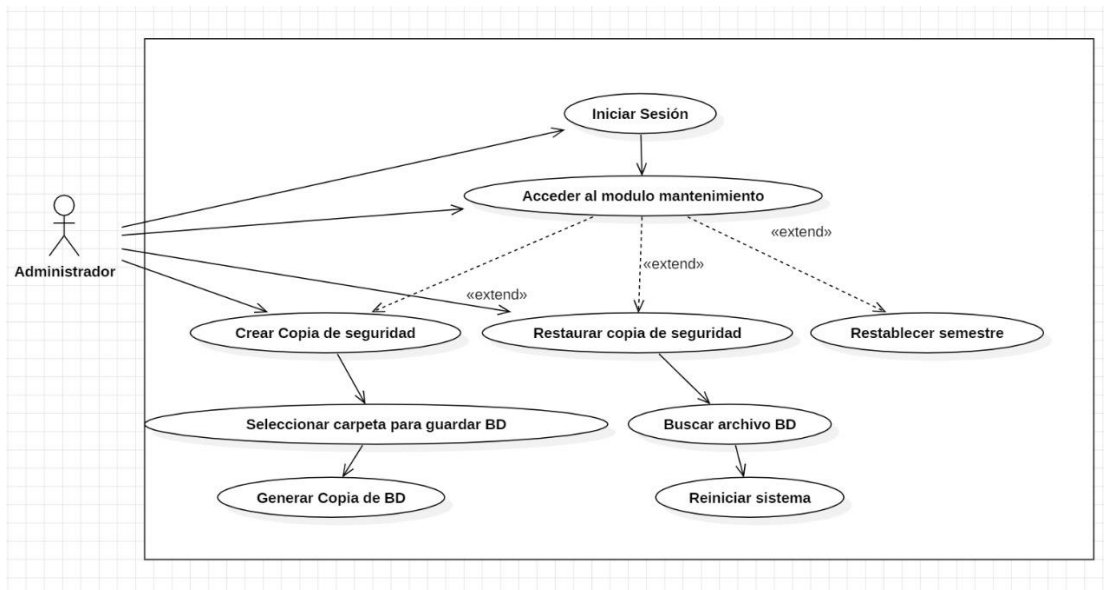 Iniciar Sesión
Acceder al modulo mantenimiento
«extend»
Administrador
«extend»
«extend»
Crear Copia de seguridad
Restaurar copia de seguridad
Restablecer semestre
Seleccionar carpeta para guardar BD
Buscar archivo BD
Generar Copia de BD
Reiniciar sistema